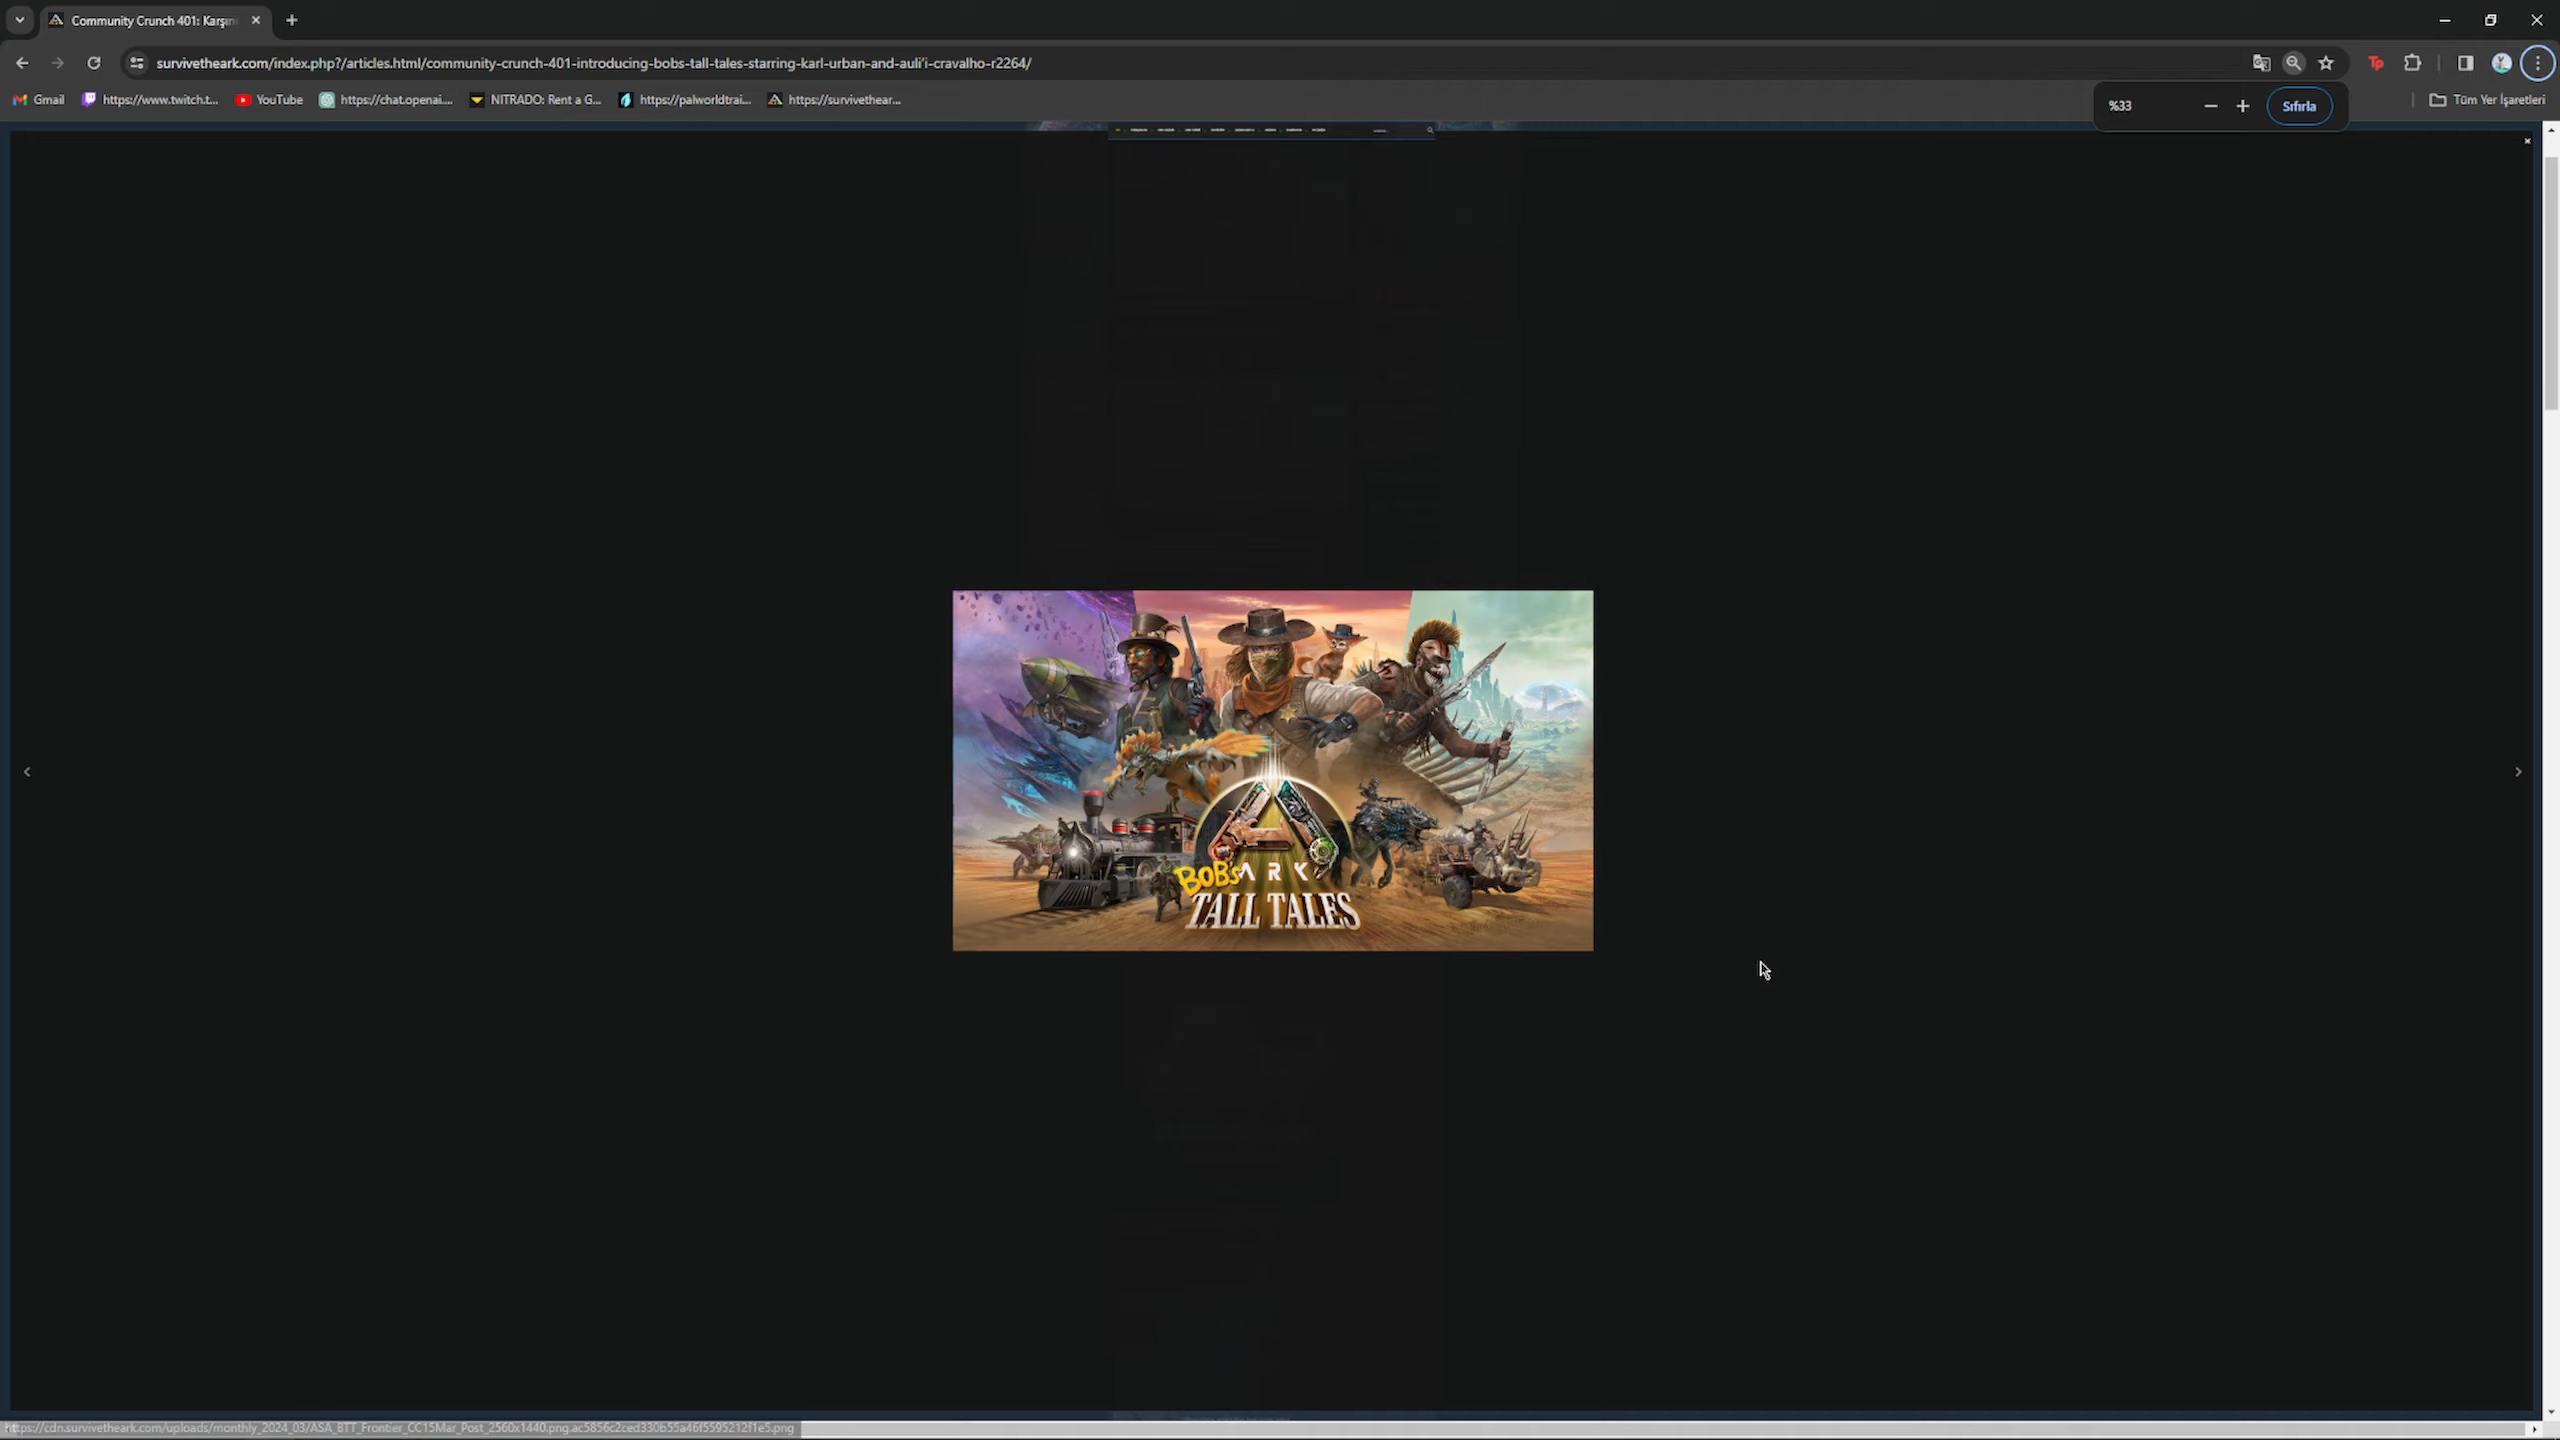 Community Crunch 401: Karşını
survivetheark.com/index.php?/articles.html/community-crunch-401-introducing-bobs-tall-tales-starring-karl-urban-and-auli'i-cravalho-r2264/
Gmail
https://www.twitch.t...
YouTube
https://chat.openai....
NITRADO: Rent a G...
https://palworldtrai...
https://survivethear...
Tüm Yer İşaretleri
%33
Sıfırla
BOB's ARK
TALL TALES
https://cdn.survivetheark.com/uploads/monthly_2024_03/ASA_BTT_Frontier_CC15Mar_Post_2560x1440.png.ac5856c2ced330b55a46f5595212f1e5.png